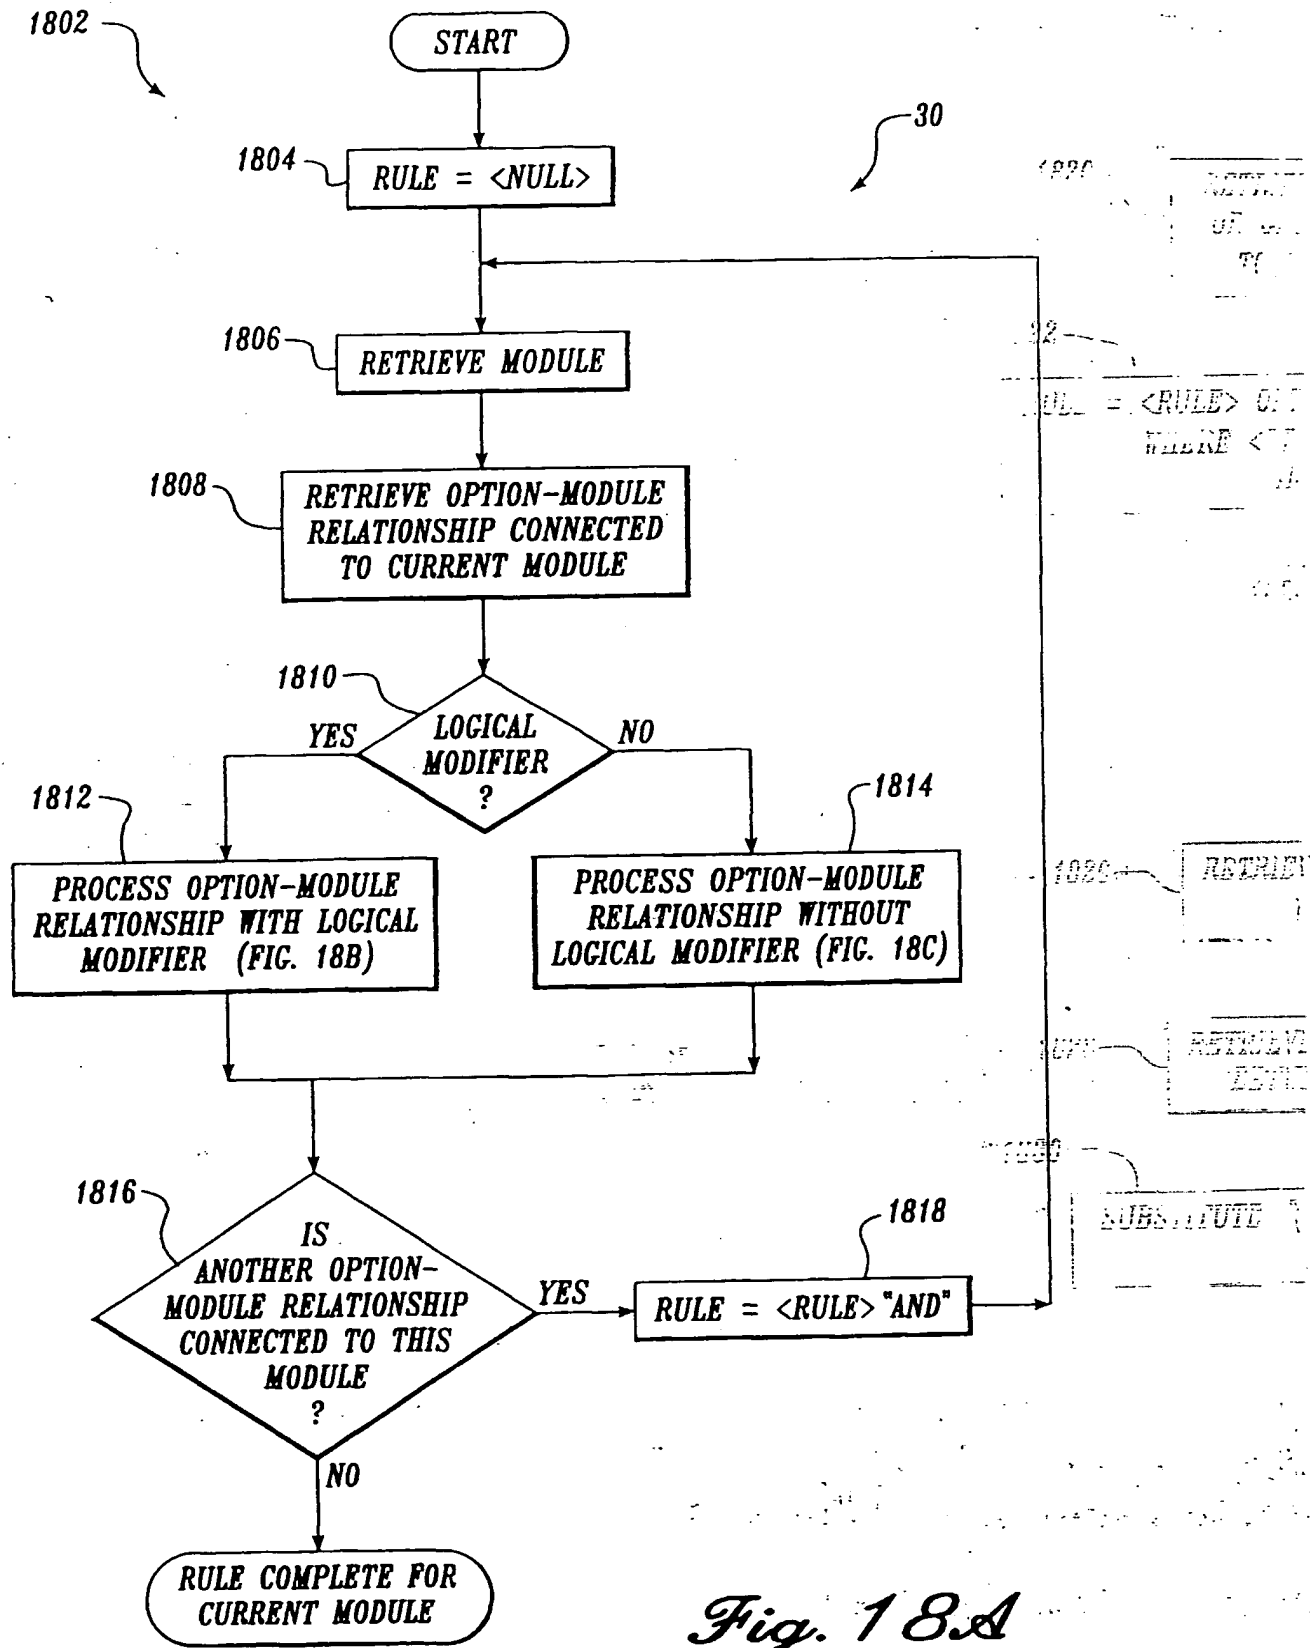 1802
START
30
1804
RULE = <NULL>
1806
RETRIEVE MODULE
= <RULE>
WHERE
1808
RETRIEVE OPTION-MODULE
RELATIONSHIP CONNECTED
TO CURRENT MODULE
1810
LOGICAL
MODIFIER
?
YES
NO
1812
1814
PROCESS OPTION-MODULE
RELATIONSHIP WITH LOGICAL
MODIFIER (FIG. 18B)
PROCESS OPTION-MODULE
RELATIONSHIP WITHOUT
LOGICAL MODIFIER (FIG. 18C)
1816
IS
ANOTHER OPTION-
MODULE RELATIONSHIP
CONNECTED TO THIS
MODULE
?
YES
1818
RULE = <RULE> "AND"
NO
RULE COMPLETE FOR
CURRENT MODULE
Fig. 18A